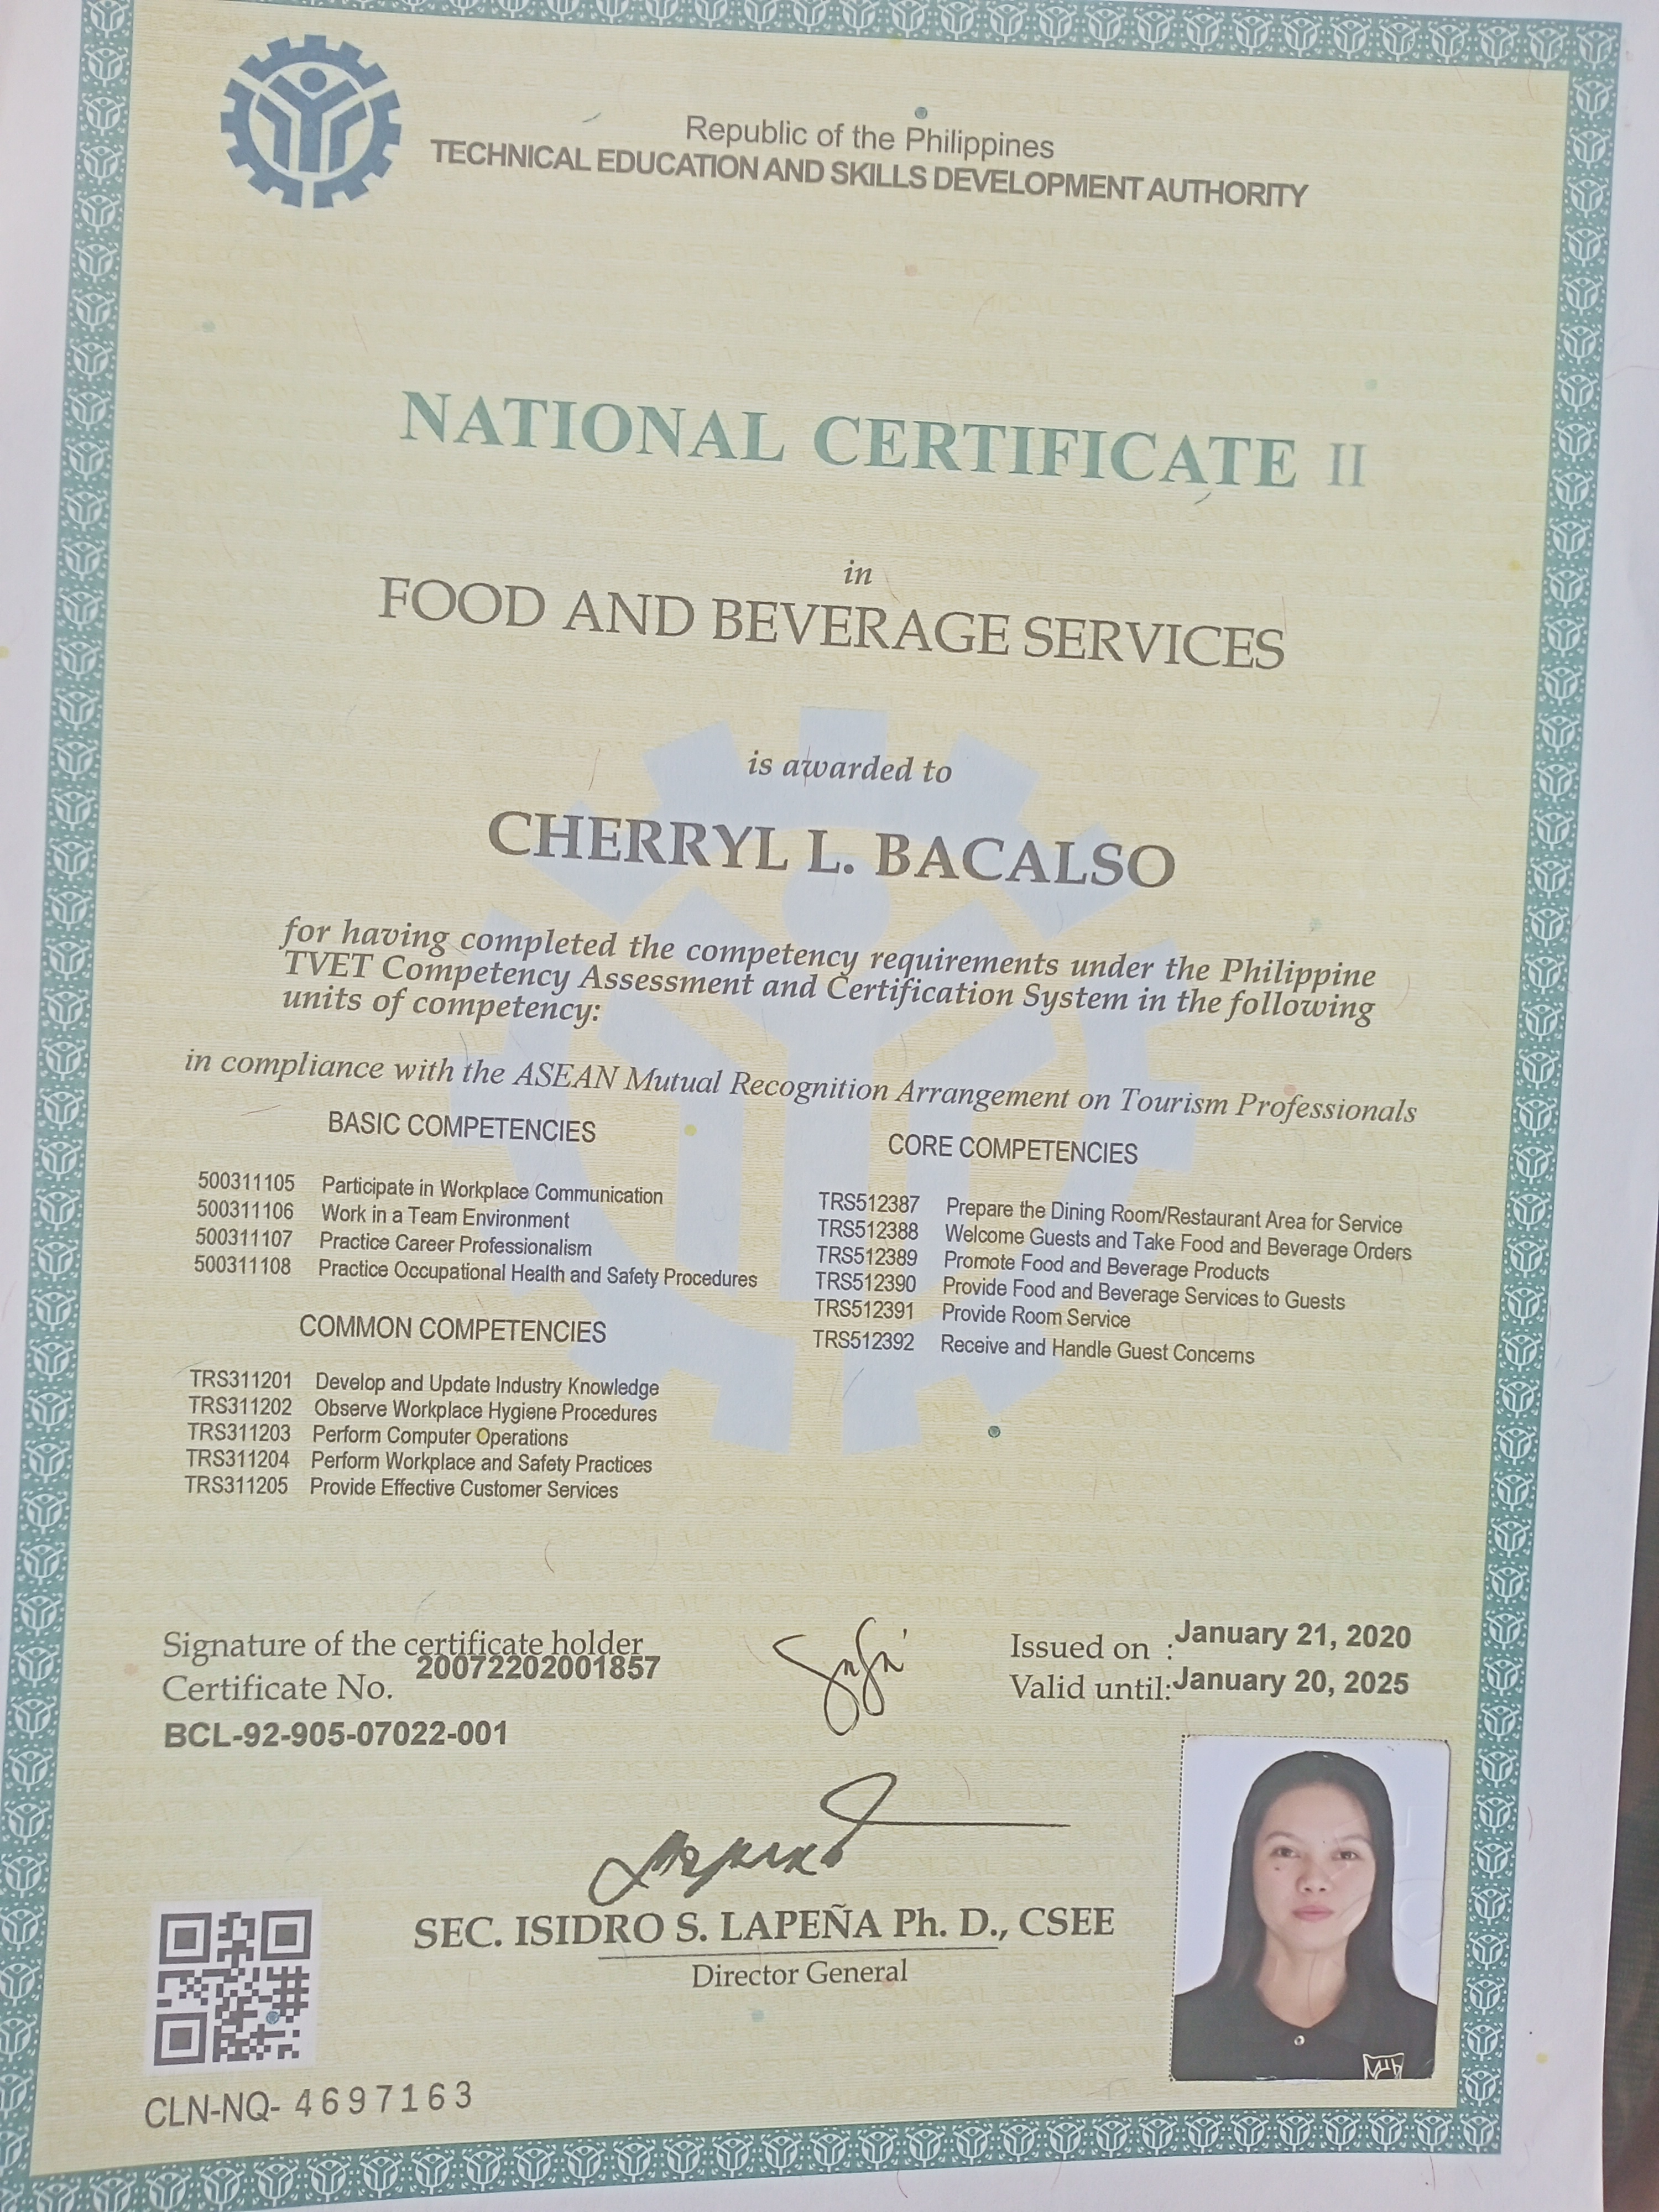 Republic of the Philippines
TECHNICAL EDUCATION AND SKILLS DEVELOPMENT AUTHORITY
NATIONAL CERTIFICATE II
in
FOOD AND BEVERAGE SERVICES
is awarded to
CHERRYL L. BACALSO
for having completed the competency requirements under the Philippine
TVET Competency Assessment and Certification System in the following
units of competency:
in compliance with the ASEAN Mutual Recognition Arrangement on Tourism Professionals
BASIC COMPETENCIES
500311105 Participate in Workplace Communication
500311106 Work in a Team Environment
500311107 Practice Career Professionalism
500311108 Practice Occupational Health and Safety Procedures
COMMON COMPETENCIES
TRS311201 Develop and Update Industry Knowledge
TRS311202 Observe Workplace Hygiene Procedures
TRS311203 Perform Computer Operations
TRS311204 Perform Workplace and Safety Practices
TRS311205 Provide Effective Customer Services
CORE COMPETENCIES
TRS512387 Prepare the Dining Room/Restaurant Area for Service
TRS512388 Welcome Guests and Take Food and Beverage Orders
TRS512389 Promote Food and Beverage Products
TRS512390 Provide Food and Beverage Services to Guests
TRS512391 Provide Room Service
TRS512392 Receive and Handle Guest Concerns
Signature of the certificate holder
Certificate No. 20072202001857
BCL-92-905-07022-001
Issued on : January 21, 2020
Valid until: January 20, 2025
SEC. ISIDRO S. LAPEÑA Ph. D., CSEE
Director General
CLN-NQ- 4697163